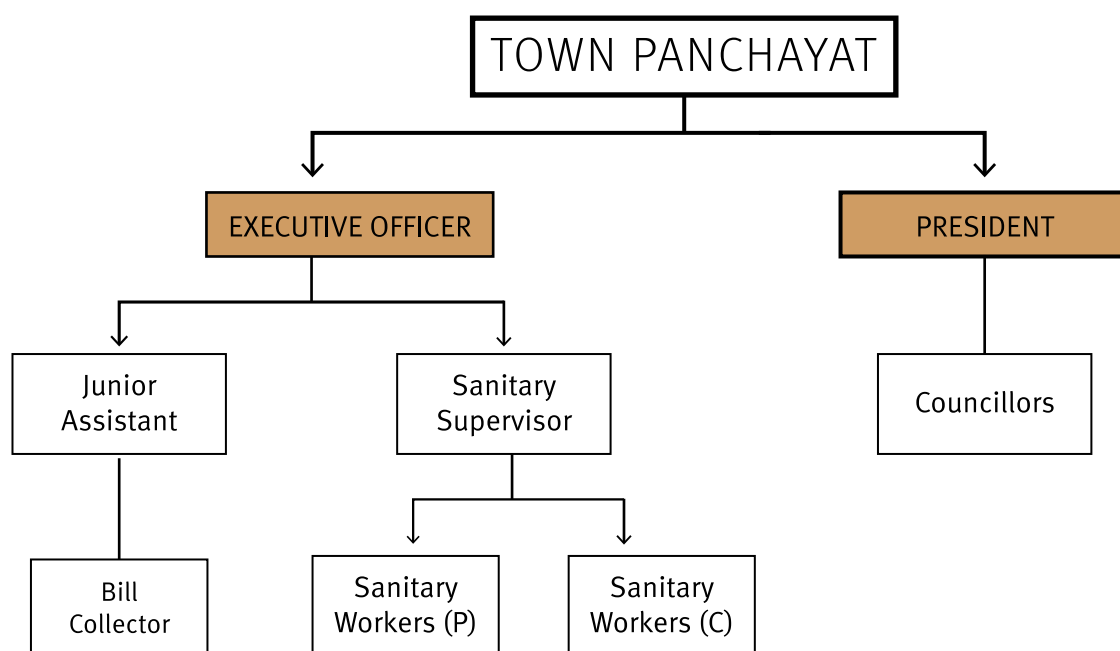 TOWN PANCHAYAT
EXECUTIVE OFFICER
PRESIDENT
Junior
Assistant
Sanitary
Supervisor
Councillors
Bill
Collector
Sanitary
Workers (P)
Sanitary
Workers (C)